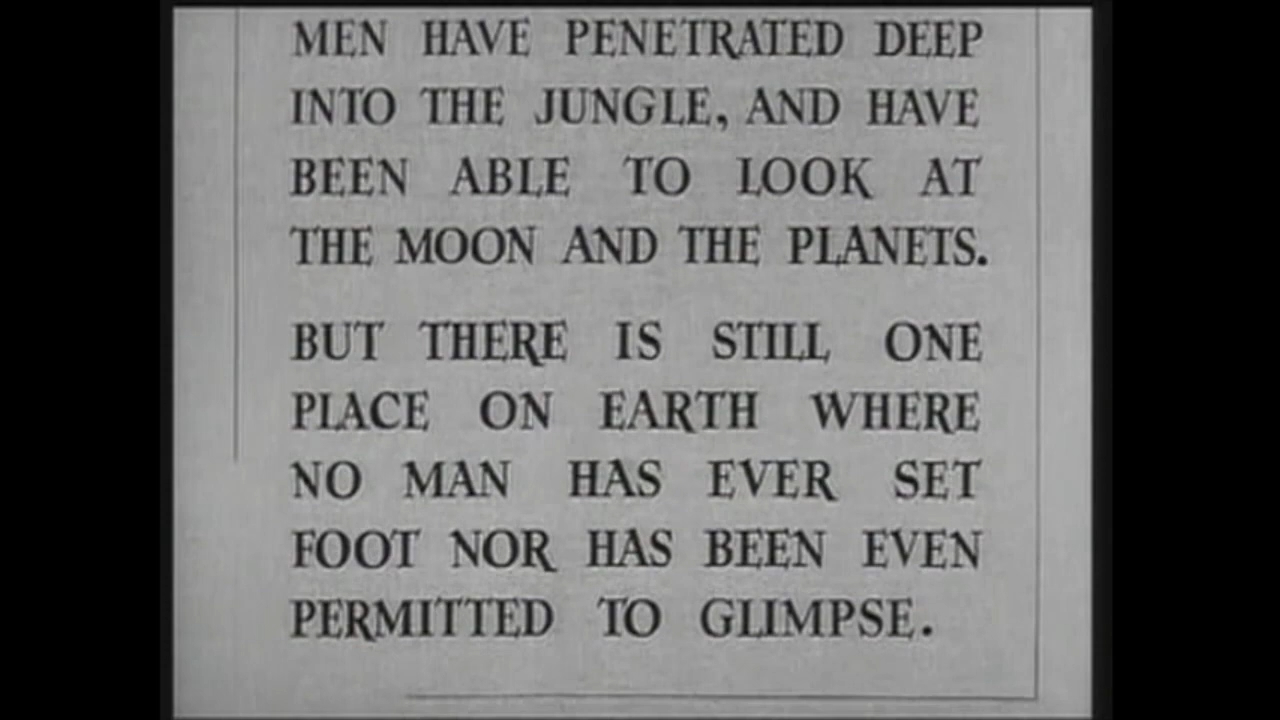 MEN HAVE PENETRATED DEEP
INTO THE JUNGLE, AND HAVE
BEEN ABLE TO LOOK AT
THE MOON AND THE PLANETS.
BUT THERE IS STILL ONE
PLACE ON EARTH WHERE
NO MAN HAS EVER SET
FOOT NOR HAS BEEN EVEN
PERMITTED TO GLIMPSE.